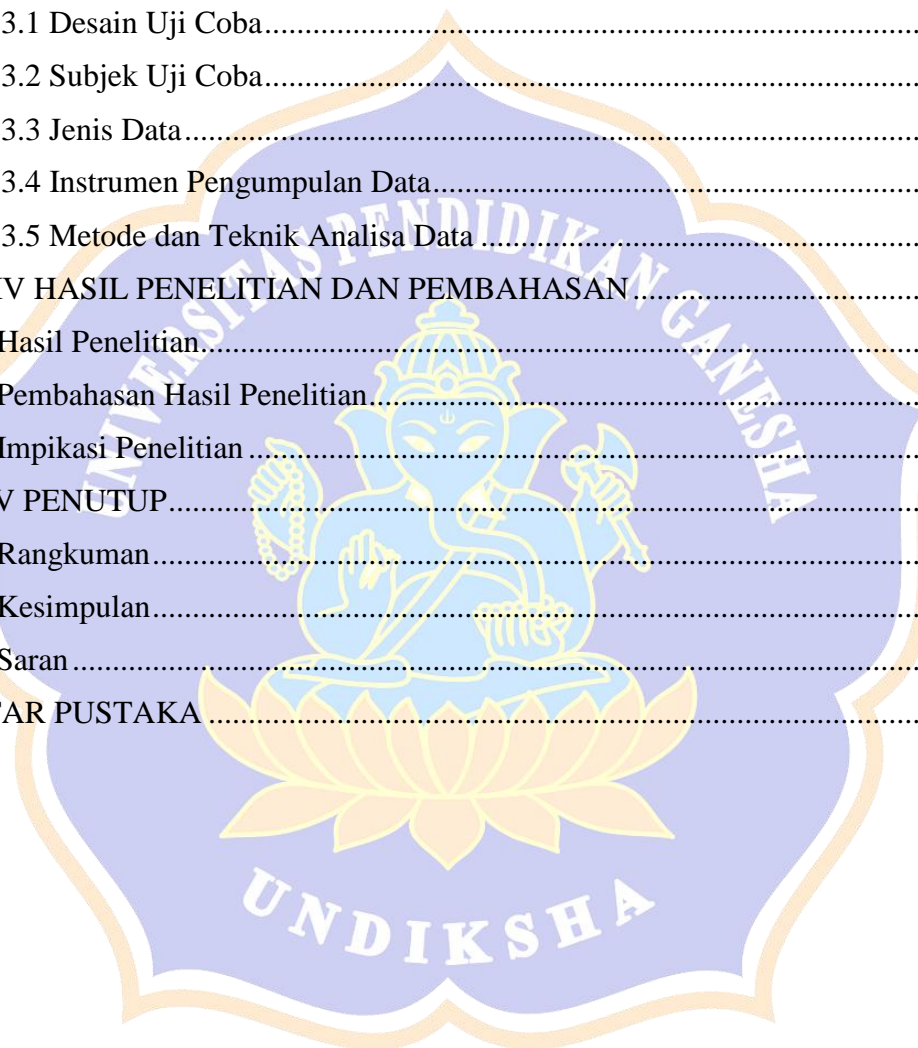 3.1 Desain Uji Coba
3.2 Subjek Uji Coba
3.3 Jenis Data
3.4 Instrumen Pengumpulan Data
3.5 Metode dan Teknik Analisa Data
IV HASIL PENELITIAN DAN PEMBAHASAN
Hasil Penelitian
Pembahasan Hasil Penelitian
Impikasi Penelitian
V PENUTUP
Rangkuman
Kesimpulan
Saran
AR PUSTAKA
UNIVERSITAS PENDIDIKAN GANESHA
UNDIKSHA